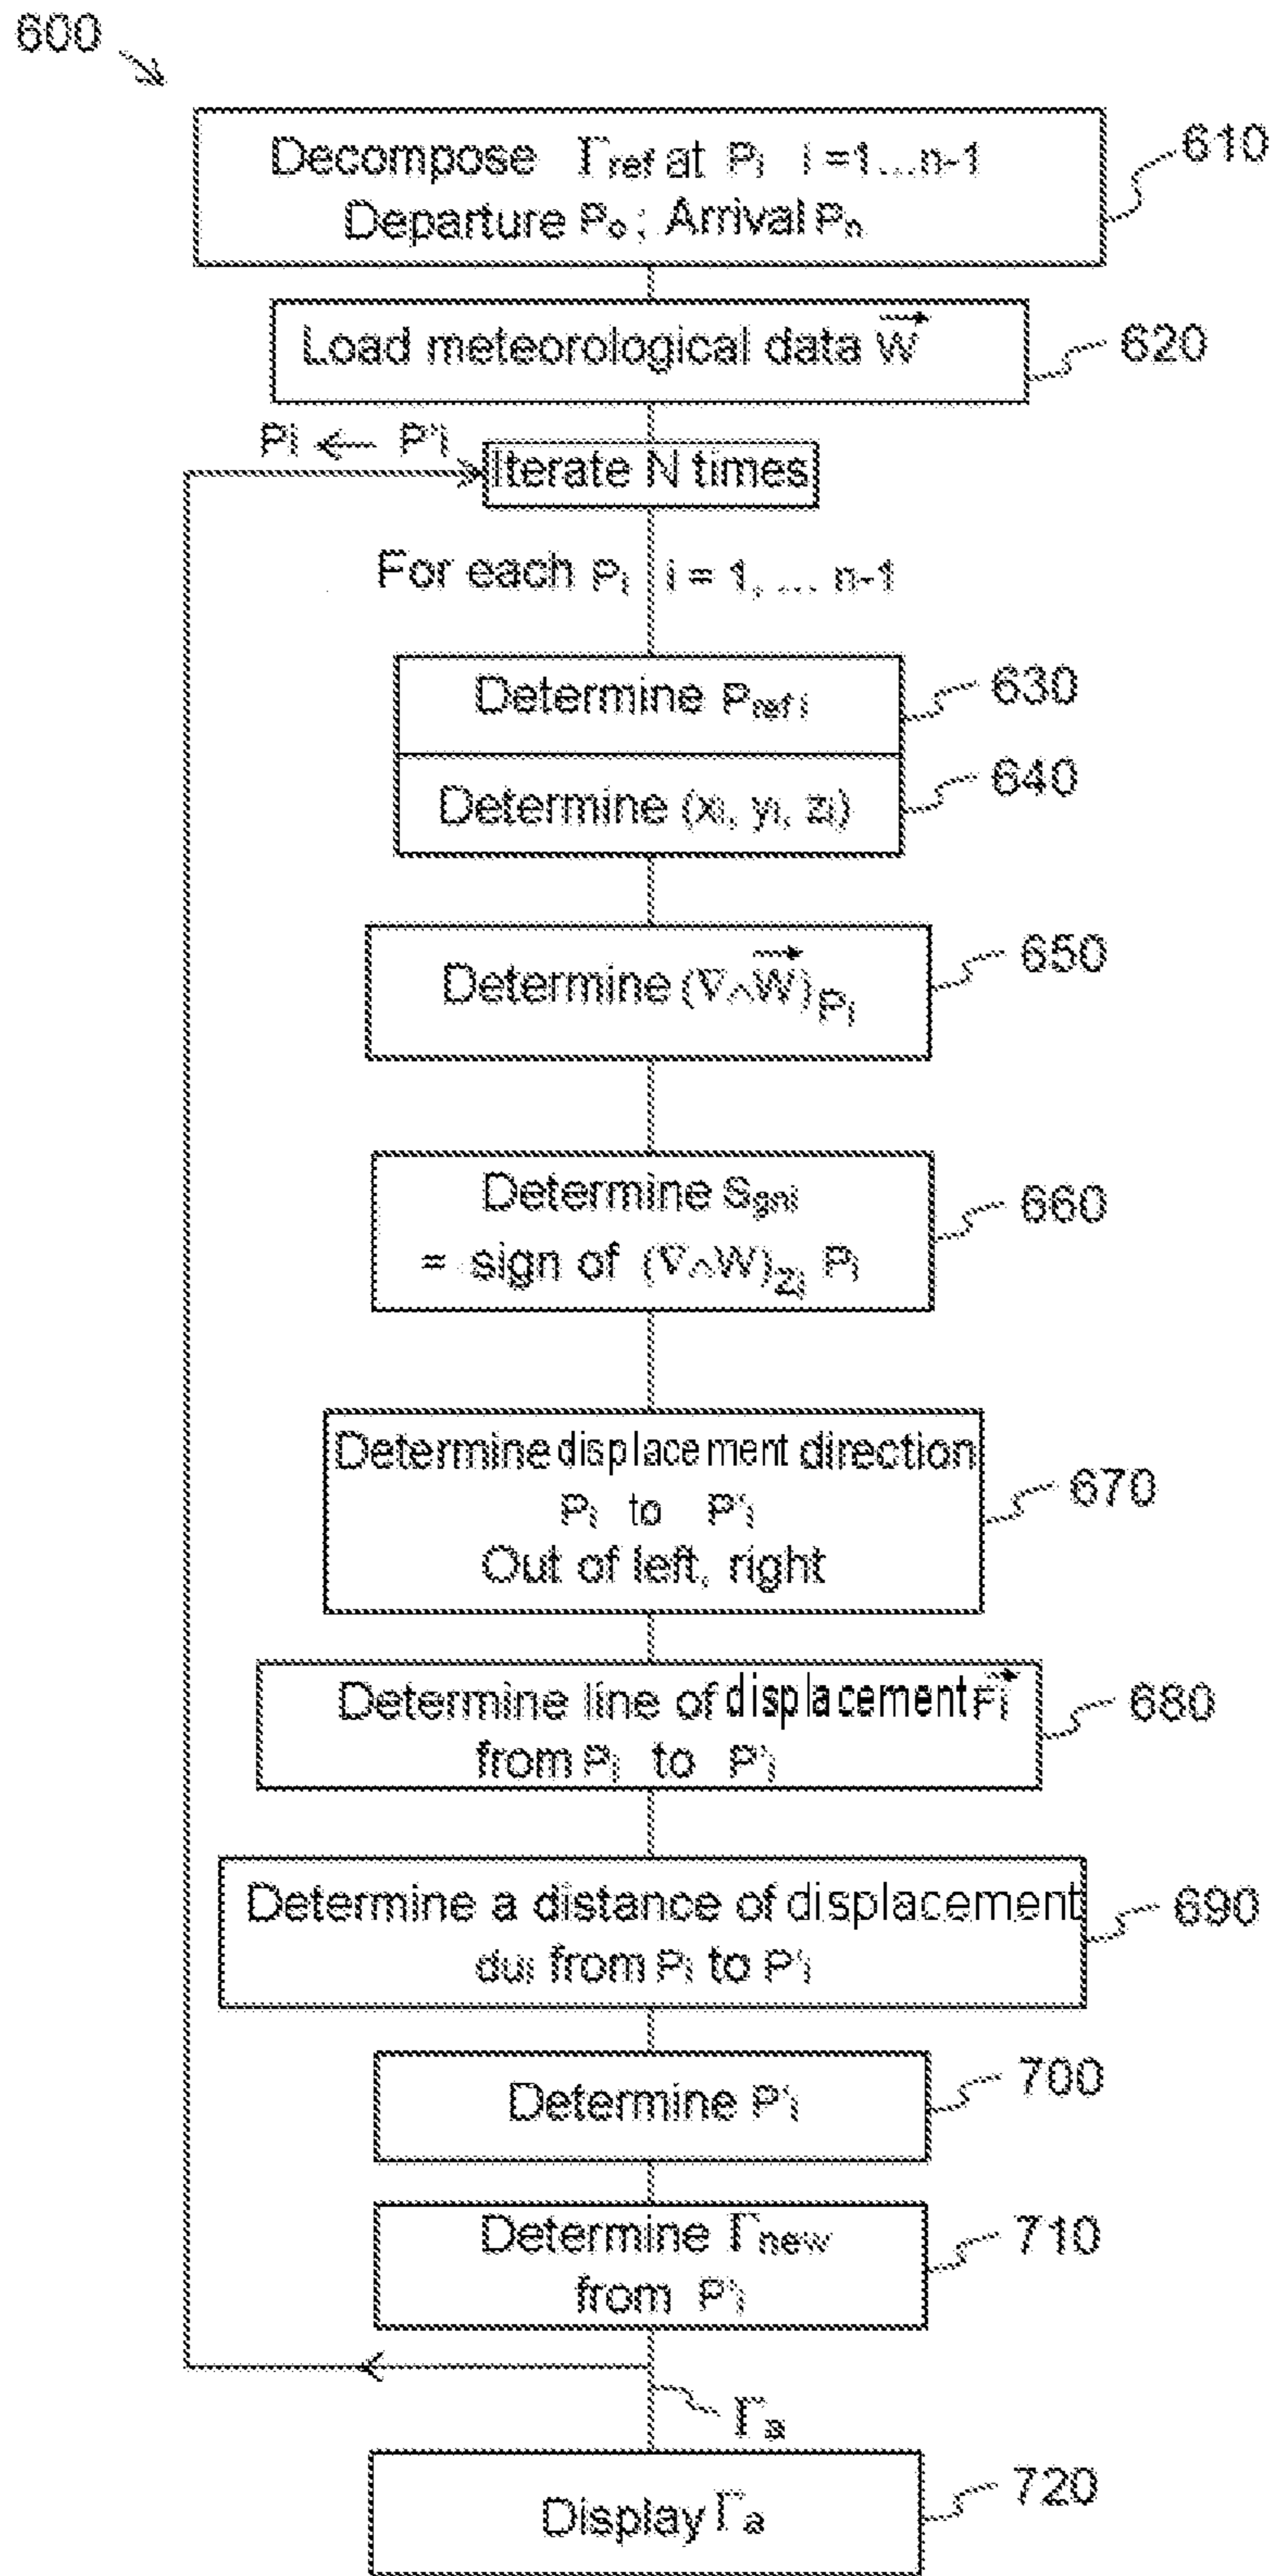 600
Decompose Γref at Pi i =1...n-1
Departure Po ; Arrival Pn
610
Load meteorological data W
620
Pi ← P'i
Iterate N times
For each Pi i = 1, ... n-1
Determine Pref i
630
Determine (xi, yi, zi)
640
Determine (∇∧W)Pi
650
Determine Sgni
= sign of (∇∧W)zi Pi
660
Determine displacement direction
Pi to P'i
Out of left, right
670
Determine line of displacement Fi
from Pi to P'i
680
Determine a distance of displacement
dui from Pi to P'i
690
Determine P'i
700
Determine Γnew
from P'i
710
Γa
Display Γa
720